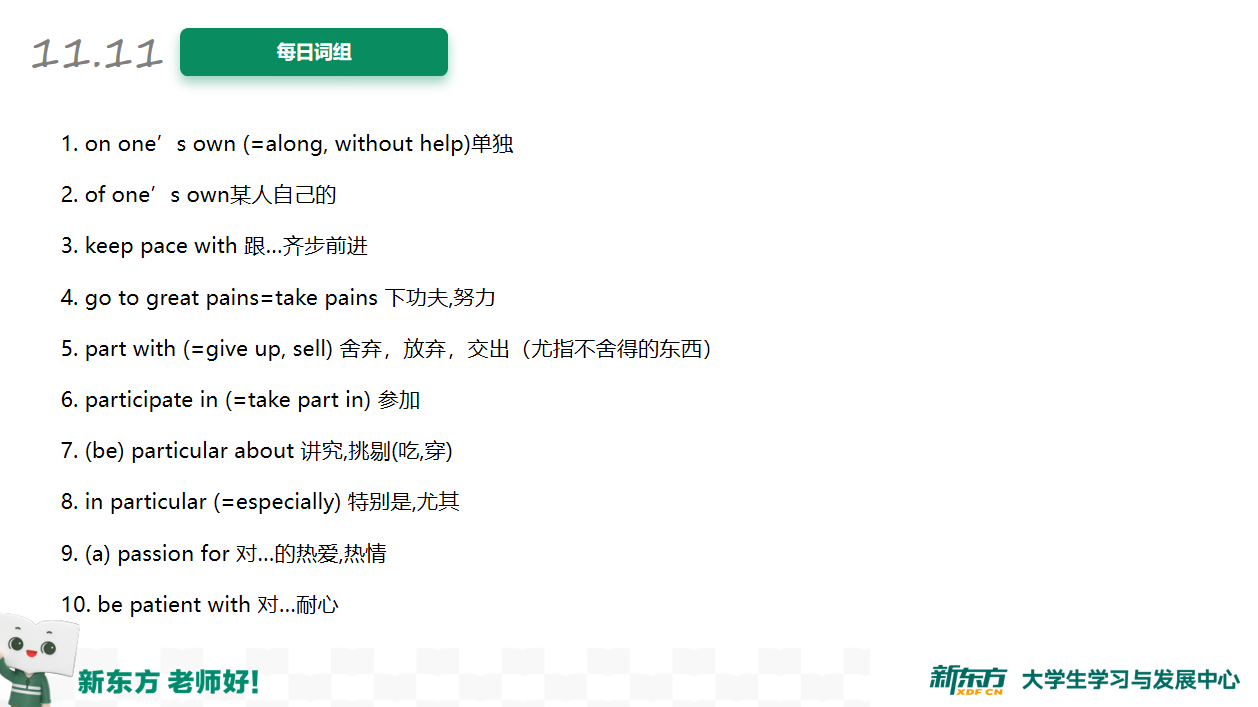 11.11
每日词组
1. on one’s own (=along, without help)单独
2. of one’s own某人自己的
3. keep pace with 跟…齐步前进
4. go to great pains=take pains 下功夫,努力
5. part with (=give up, sell) 舍弃，放弃，交出（尤指不舍得的东西）
6. participate in (=take part in) 参加
7. (be) particular about 讲究,挑剔(吃,穿)
8. in particular (=especially) 特别是,尤其
9. (a) passion for 对…的热爱,热情
10. be patient with 对…耐心
新东方 老师好!
新东方 XDF.CN 大学生学习与发展中心